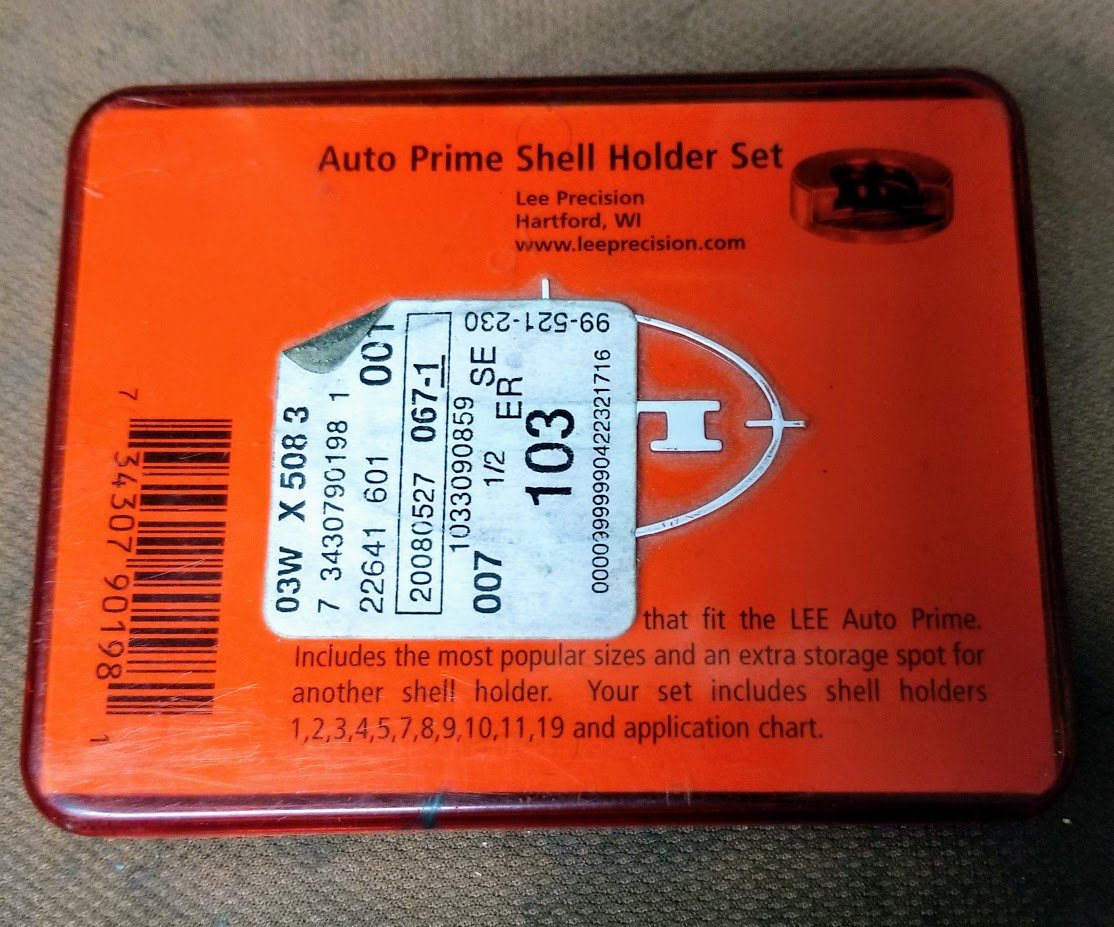 Auto Prime Shell Holder Set
Lee Precision
Hartford, WI
www.leeprecision.com
03W X 508 3
7 3430790198 1
22641 601 001
20080527 067-1
1033090859
007 1/2 SE
ER
103
99-521-230
0000999999904223 21716
that fit the LEE Auto Prime.
Includes the most popular sizes and an extra storage spot for
another shell holder. Your set includes shell holders
1,2,3,4,5,7,8,9,10,11,19 and application chart.
7 34307 90198 1